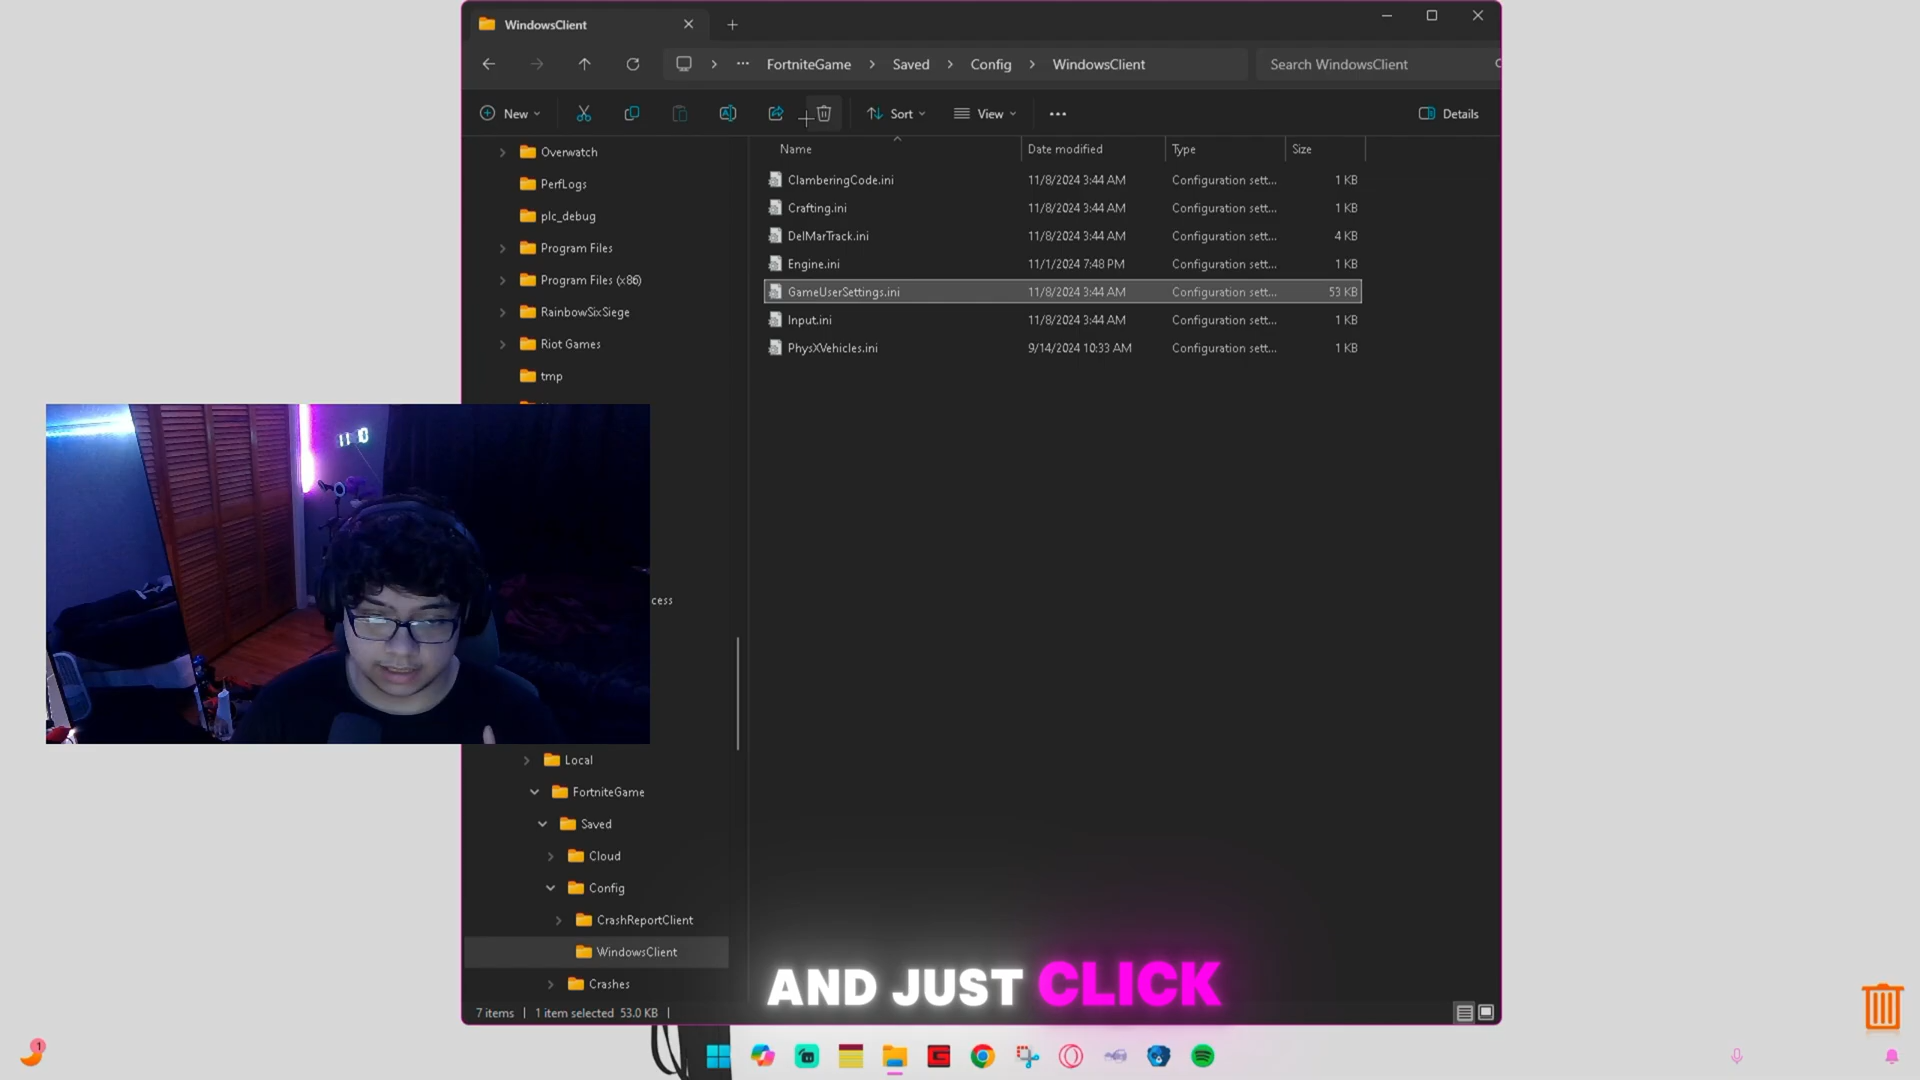 WindowsClient
FortniteGame > Saved > Config > WindowsClient
Search WindowsClient
New
Sort
View
Details
Name Date modified Type Size
ClamberingCode.ini 11/8/2024 3:44 AM Configuration sett... 1 KB
Crafting.ini 11/8/2024 3:44 AM Configuration sett... 1 KB
DelMarTrack.ini 11/8/2024 3:44 AM Configuration sett... 4 KB
Engine.ini 11/1/2024 7:48 PM Configuration sett... 1 KB
GameUserSettings.ini 11/8/2024 3:44 AM Configuration sett... 53 KB
Input.ini 11/8/2024 3:44 AM Configuration sett... 1 KB
PhysXVehicles.ini 9/14/2024 10:33 AM Configuration sett... 1 KB
Overwatch
PerfLogs
plc_debug
Program Files
Program Files (x86)
RainbowSixSiege
Riot Games
tmp
11 10
cess
Local
FortniteGame
Saved
Cloud
Config
CrashReportClient
WindowsClient
Crashes
AND JUST CLICK
7 items | 1 item selected 53.0 KB |
1